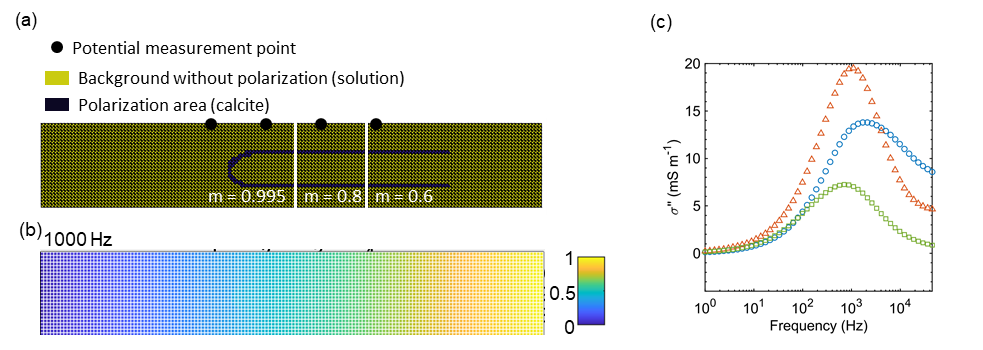 (a)
Potential measurement point
Background without polarization (solution)
Polarization area (calcite)
m = 0.995
m = 0.8
m = 0.6
(b)
1000 Hz
1
0.5
0
(c)
20
15
10
5
0
σ'' (mS m⁻¹)
10⁰ 10¹ 10² 10³ 10⁴
Frequency (Hz)